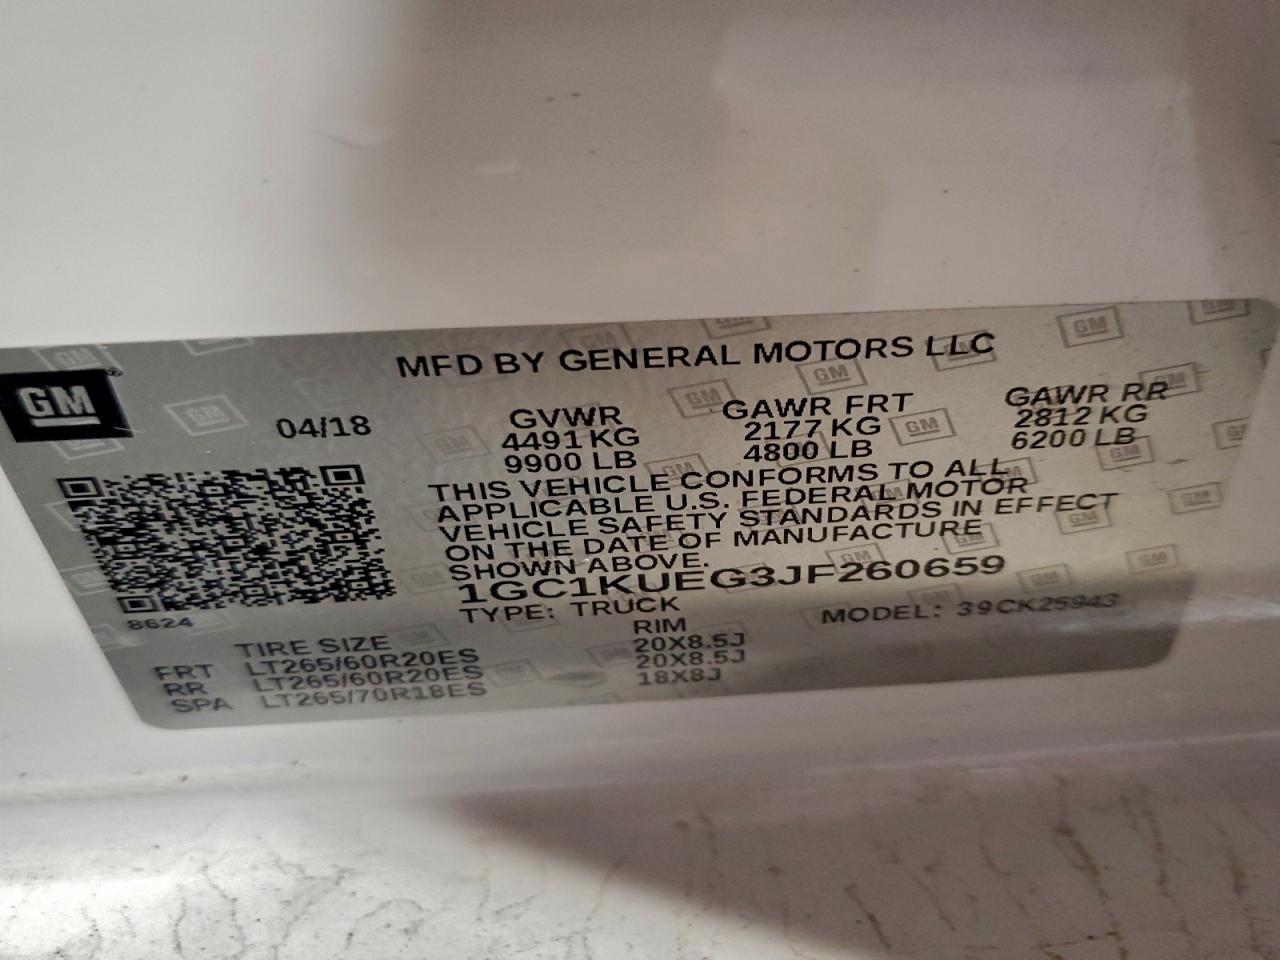 MFD BY GENERAL MOTORS LLC
GM
04/18
GVWR GAWR FRT GAWR RR
4491 KG 2177 KG 2812 KG
9900 LB 4800 LB 6200 LB
THIS VEHICLE CONFORMS TO ALL
APPLICABLE U.S. FEDERAL MOTOR
VEHICLE SAFETY STANDARDS IN EFFECT
ON THE DATE OF MANUFACTURE
SHOWN ABOVE.
1GC1KUEG3JF260659
8624
TYPE: TRUCK MODEL: 39CK25943
TIRE SIZE RIM
FRT LT265/60R20ES 20X8.5J
RR LT265/60R20ES 20X8.5J
SPA LT265/70R18ES 18X8J